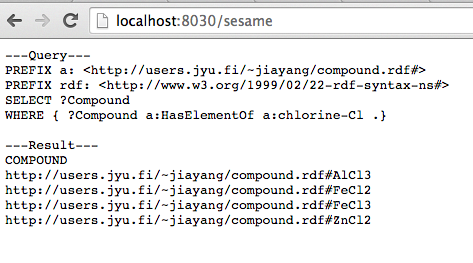 localhost:8030/sesame
---Query---
PREFIX a: <http://users.jyu.fi/~jiayang/compound.rdf#>
PREFIX rdf: <http://www.w3.org/1999/02/22-rdf-syntax-ns#>
SELECT ?Compound
WHERE { ?Compound a:HasElementOf a:chlorine-Cl .}
---Result---
COMPOUND
http://users.jyu.fi/~jiayang/compound.rdf#AlCl3
http://users.jyu.fi/~jiayang/compound.rdf#FeCl2
http://users.jyu.fi/~jiayang/compound.rdf#FeCl3
http://users.jyu.fi/~jiayang/compound.rdf#ZnCl2